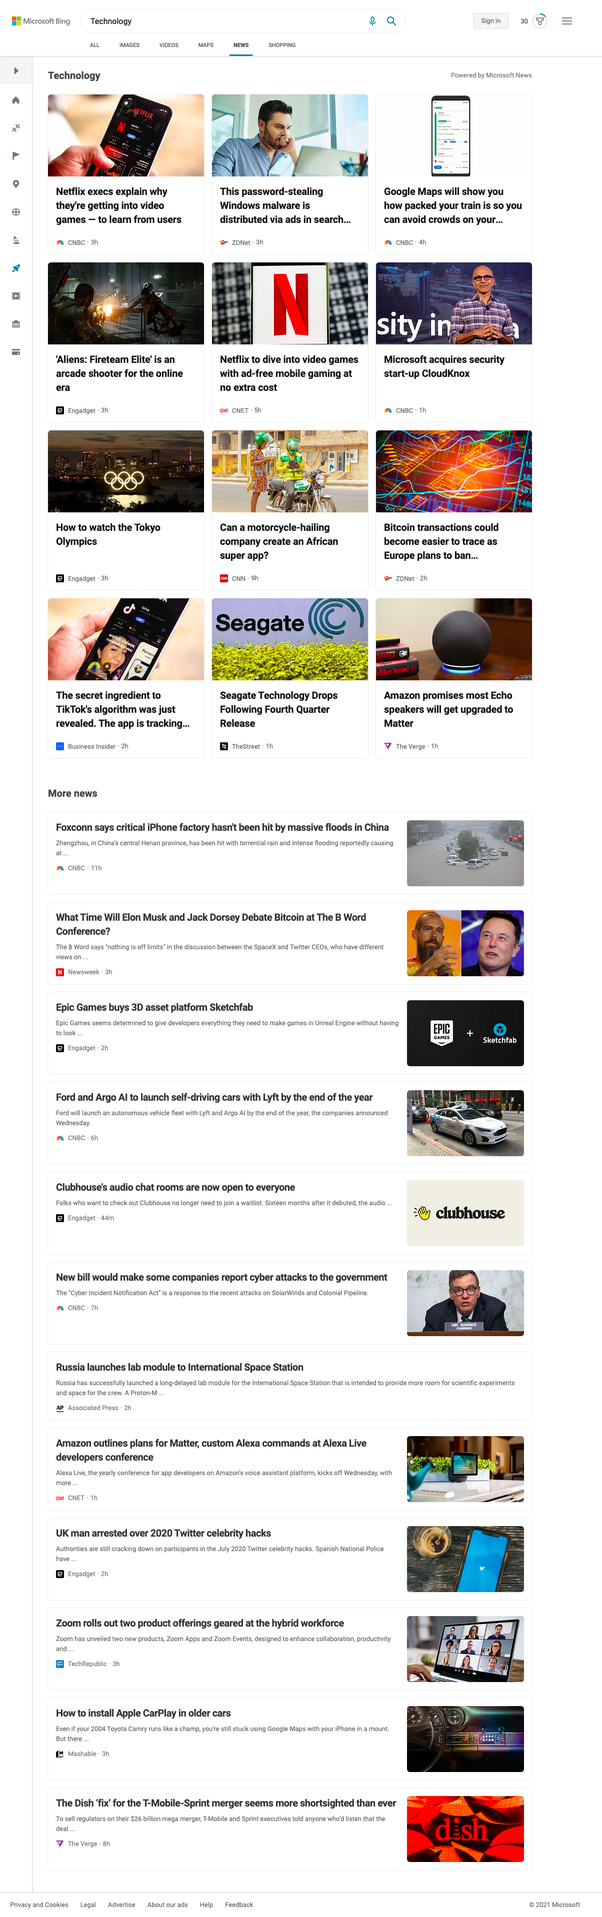 Microsoft Bing
Technology
Sign in
30
ALL
IMAGES
VIDEOS
MAPS
NEWS
SHOPPING
Technology
Powered by Microsoft News
NETFLIX
Netflix execs explain why
they're getting into video
games — to learn from users
CNBC · 3h
This password-stealing
Windows malware is
distributed via ads in search...
ZDNet · 3h
Google Maps will show you
how packed your train is so you
can avoid crowds on your...
CNBC · 4h
'Aliens: Fireteam Elite' is an
arcade shooter for the online
era
Engadget · 3h
N
Netflix to dive into video games
with ad-free mobile gaming at
no extra cost
CNET · 5h
sity in
a
Microsoft acquires security
start-up CloudKnox
CNBC · 1h
How to watch the Tokyo
Olympics
Engadget · 3h
Can a motorcycle-hailing
company create an African
super app?
CNN · 9h
Bitcoin transactions could
become easier to trace as
Europe plans to ban...
ZDNet · 2h
The secret ingredient to
TikTok's algorithm was just
revealed. The app is tracking...
Business Insider · 2h
Seagate
Seagate Technology Drops
Following Fourth Quarter
Release
TheStreet · 1h
Amazon promises most Echo
speakers will get upgraded to
Matter
The Verge · 1h
More news
Foxconn says critical iPhone factory hasn't been hit by massive floods in China
Zhengzhou, in China's central Henan province, has been hit with torrential rain and intense flooding reportedly causing
at ...
CNBC · 11h
What Time Will Elon Musk and Jack Dorsey Debate Bitcoin at The B Word
Conference?
The ₿ Word says "nothing is off limits" in the discussion between the SpaceX and Twitter CEOs, who have different
views on ...
Newsweek · 3h
Epic Games buys 3D asset platform Sketchfab
Epic Games seems determined to give developers everything they need to make games in Unreal Engine without having
to look ...
Engadget · 2h
EPIC
GAMES
+
Sketchfab
Ford and Argo AI to launch self-driving cars with Lyft by the end of the year
Ford will launch an autonomous vehicle fleet with Lyft and Argo AI by the end of the year, the companies announced
Wednesday.
CNBC · 6h
Clubhouse's audio chat rooms are now open to everyone
Folks who want to check out Clubhouse no longer need to join a waitlist. Sixteen months after it debuted, the audio ...
Engadget · 44m
clubhouse
New bill would make some companies report cyber attacks to the government
The "Cyber Incident Notification Act" is a response to the recent attacks on SolarWinds and Colonial Pipeline.
CNBC · 7h
MR. WARNER
Russia launches lab module to International Space Station
Russia has successfully launched a long-delayed lab module for the International Space Station that is intended to provide more room for scientific experiments
and space for the crew. A Proton-M ...
AP Associated Press · 2h
Amazon outlines plans for Matter, custom Alexa commands at Alexa Live
developers conference
Alexa Live, the yearly conference for app developers on Amazon's voice assistant platform, kicks off Wednesday, with
more ...
CNET · 1h
UK man arrested over 2020 Twitter celebrity hacks
Authorities are still cracking down on participants in the July 2020 Twitter celebrity hacks. Spanish National Police
have ...
Engadget · 2h
Zoom rolls out two product offerings geared at the hybrid workforce
Zoom has unveiled two new products, Zoom Apps and Zoom Events, designed to enhance collaboration, productivity
and ...
TechRepublic · 3h
How to install Apple CarPlay in older cars
Even if your 2004 Toyota Camry runs like a champ, you're still stuck using Google Maps with your iPhone in a mount.
But there ...
Mashable · 3h
The Dish 'fix' for the T-Mobile-Sprint merger seems more shortsighted than ever
To sell regulators on their $26 billion mega merger, T-Mobile and Sprint executives told anyone who'd listen that the
deal ...
The Verge · 8h
dish
Privacy and Cookies
Legal
Advertise
About our ads
Help
Feedback
© 2021 Microsoft